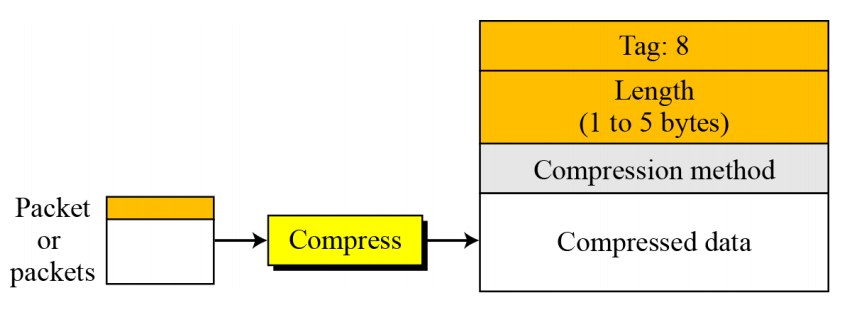 Tag: 8
Length
(1 to 5 bytes)
Compression method
Packet
or
packets
Compress
Compressed data